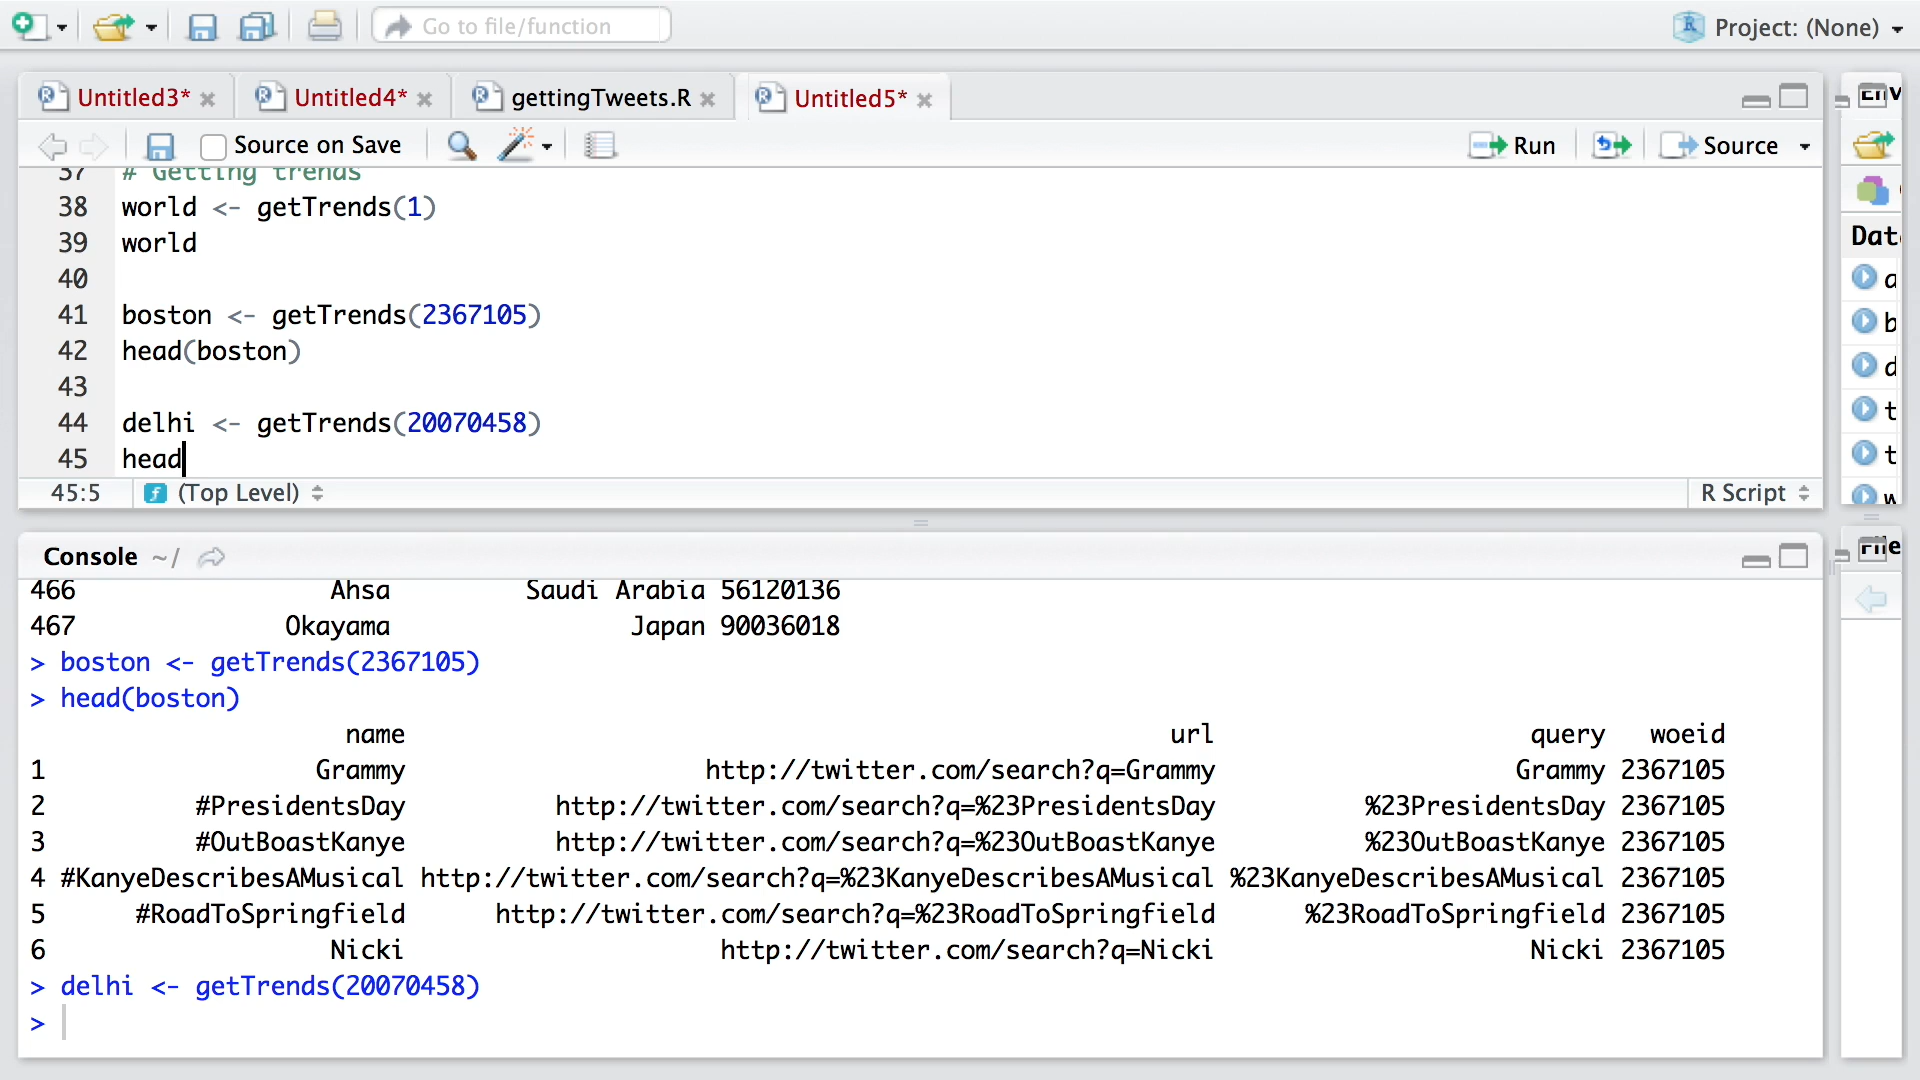 Go to file/function
Project: (None)
Untitled3*
Untitled4*
gettingTweets.R
Untitled5*
Source on Save
Run
Source
37 # Getting trends
38 world <- getTrends(1)
39 world
40
41 boston <- getTrends(2367105)
42 head(boston)
43
44 delhi <- getTrends(20070458)
45 head
45:5 (Top Level)
R Script
Console ~/
466 Ahsa Saudi Arabia 56120136
467 Okayama Japan 90036018
> boston <- getTrends(2367105)
> head(boston)
name url query woeid
1 Grammy http://twitter.com/search?q=Grammy Grammy 2367105
2 #PresidentsDay http://twitter.com/search?q=%23PresidentsDay %23PresidentsDay 2367105
3 #OutBoastKanye http://twitter.com/search?q=%23OutBoastKanye %23OutBoastKanye 2367105
4 #KanyeDescribesAMusical http://twitter.com/search?q=%23KanyeDescribesAMusical %23KanyeDescribesAMusical 2367105
5 #RoadToSpringfield http://twitter.com/search?q=%23RoadToSpringfield %23RoadToSpringfield 2367105
6 Nicki http://twitter.com/search?q=Nicki Nicki 2367105
> delhi <- getTrends(20070458)
>
Env
Dat
a
b
d
t
t
w
File